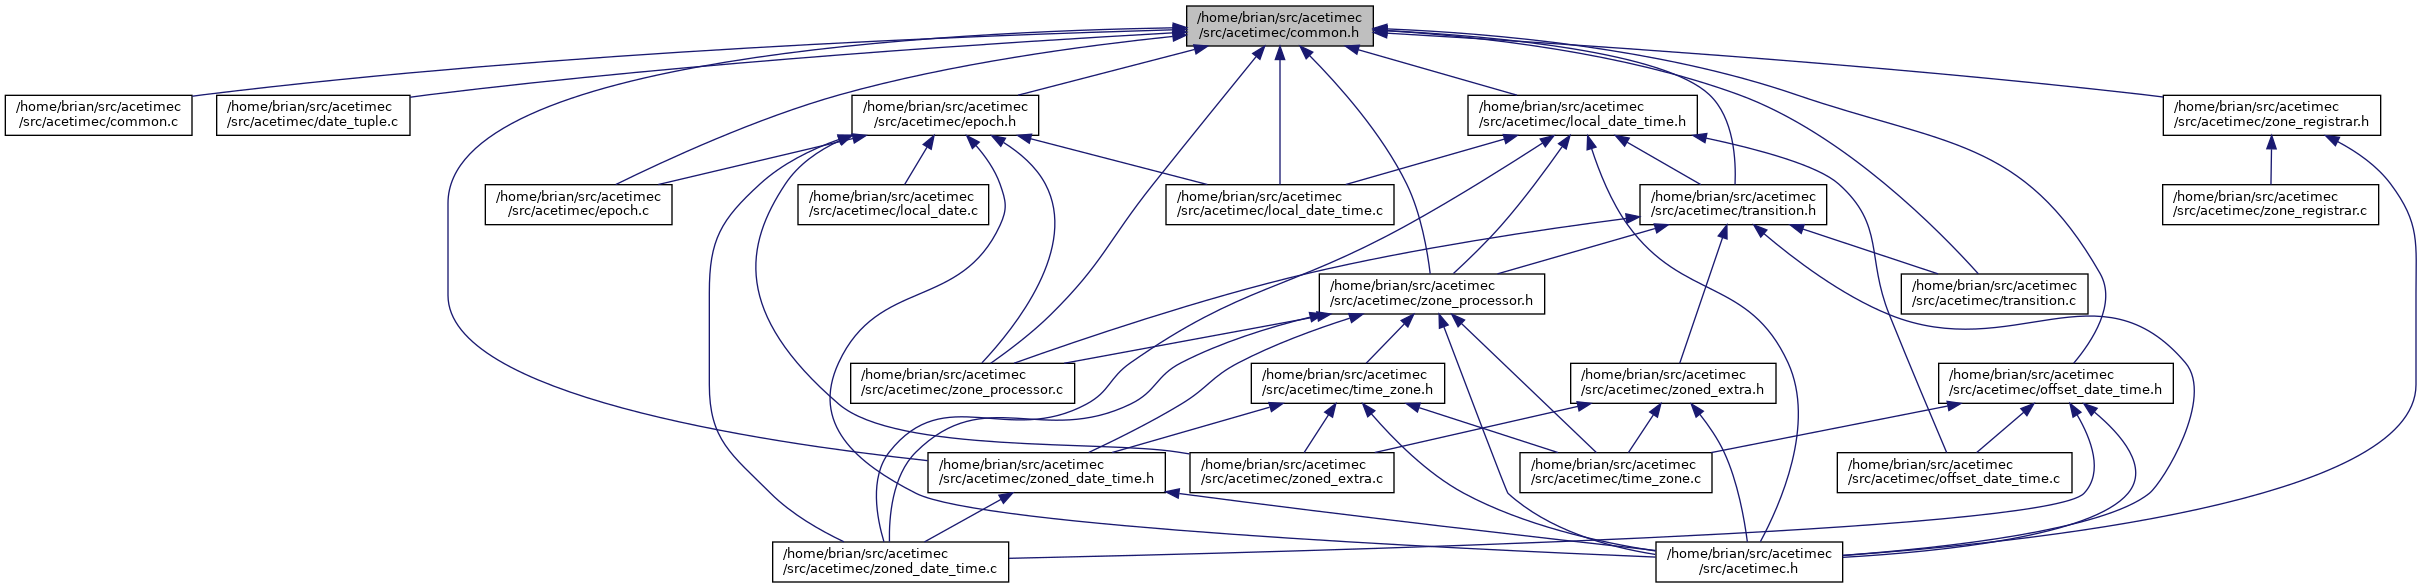 /home/brian/src/acetimec
/src/acetimec/common.h
/home/brian/src/acetimec
/src/acetimec/common.c
/home/brian/src/acetimec
/src/acetimec/date_tuple.c
/home/brian/src/acetimec
/src/acetimec/epoch.h
/home/brian/src/acetimec
/src/acetimec/local_date_time.h
/home/brian/src/acetimec
/src/acetimec/zone_registrar.h
/home/brian/src/acetimec
/src/acetimec/epoch.c
/home/brian/src/acetimec
/src/acetimec/local_date.c
/home/brian/src/acetimec
/src/acetimec/local_date_time.c
/home/brian/src/acetimec
/src/acetimec/transition.h
/home/brian/src/acetimec
/src/acetimec/zone_registrar.c
/home/brian/src/acetimec
/src/acetimec/zone_processor.h
/home/brian/src/acetimec
/src/acetimec/transition.c
/home/brian/src/acetimec
/src/acetimec/zone_processor.c
/home/brian/src/acetimec
/src/acetimec/time_zone.h
/home/brian/src/acetimec
/src/acetimec/zoned_extra.h
/home/brian/src/acetimec
/src/acetimec/offset_date_time.h
/home/brian/src/acetimec
/src/acetimec/zoned_date_time.h
/home/brian/src/acetimec
/src/acetimec/zoned_extra.c
/home/brian/src/acetimec
/src/acetimec/time_zone.c
/home/brian/src/acetimec
/src/acetimec/offset_date_time.c
/home/brian/src/acetimec
/src/acetimec/zoned_date_time.c
/home/brian/src/acetimec
/src/acetimec.h